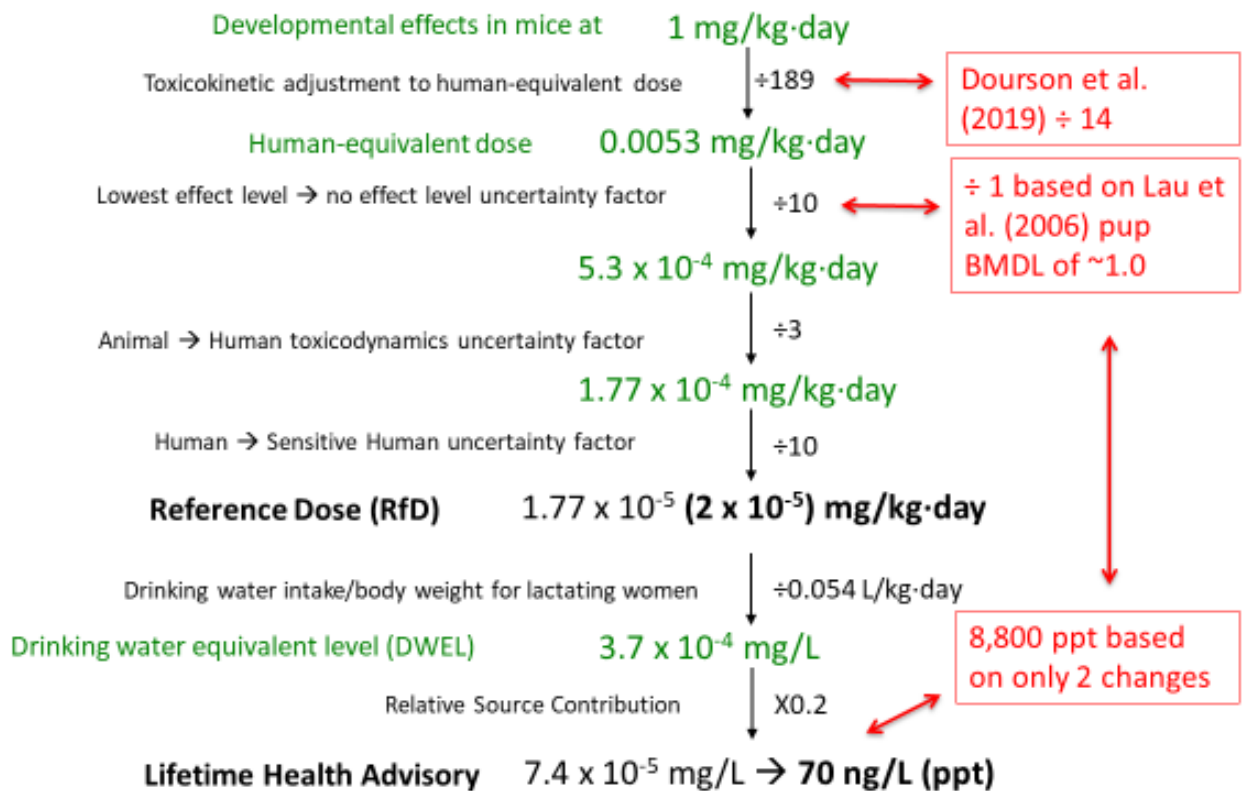 Developmental effects in mice at 1 mg/kg·day
Toxicokinetic adjustment to human-equivalent dose ÷189
Dourson et al.
(2019) ÷ 14
Human-equivalent dose 0.0053 mg/kg·day
Lowest effect level → no effect level uncertainty factor ÷10
÷ 1 based on Lau et
al. (2006) pup
BMDL of ~1.0
5.3 x 10⁻⁴ mg/kg·day
Animal → Human toxicodynamics uncertainty factor ÷3
1.77 x 10⁻⁴ mg/kg·day
Human → Sensitive Human uncertainty factor ÷10
Reference Dose (RfD) 1.77 x 10⁻⁵ (2 x 10⁻⁵) mg/kg·day
Drinking water intake/body weight for lactating women ÷0.054 L/kg·day
Drinking water equivalent level (DWEL) 3.7 x 10⁻⁴ mg/L
8,800 ppt based
on only 2 changes
Relative Source Contribution X0.2
Lifetime Health Advisory 7.4 x 10⁻⁵ mg/L → 70 ng/L (ppt)